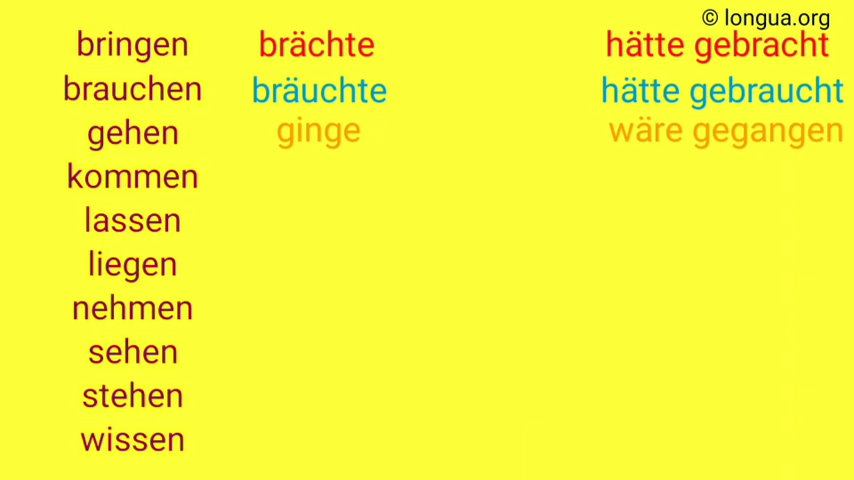 © longua.org
bringen brächte hätte gebracht
brauchen bräuchte hätte gebraucht
gehen ginge wäre gegangen
kommen
lassen
liegen
nehmen
sehen
stehen
wissen